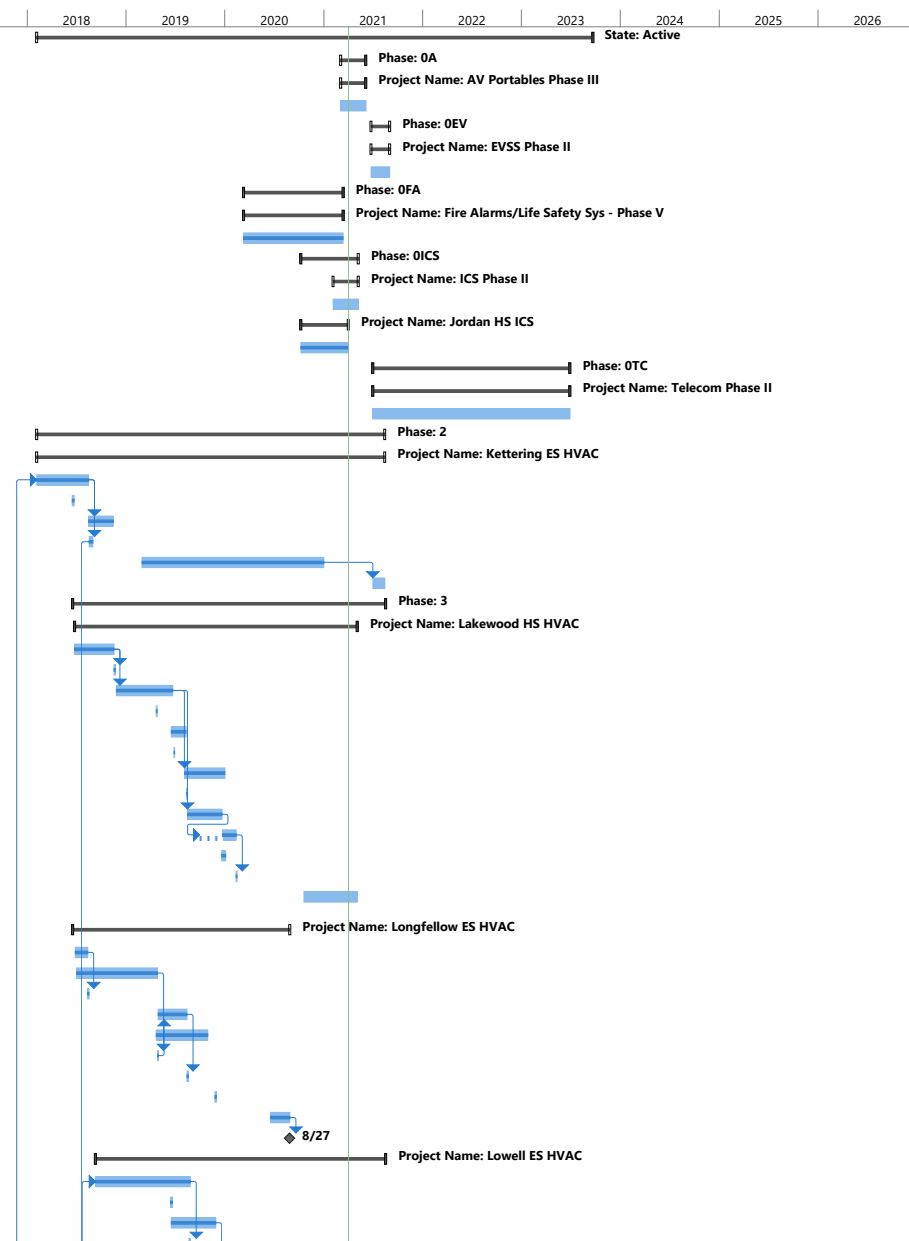 2018 2019 2020 2021 2022 2023 2024 2025 2026
State: Active
Phase: 0A
Project Name: AV Portables Phase III
Phase: 0EV
Project Name: EVSS Phase II
Phase: 0FA
Project Name: Fire Alarms/Life Safety Sys - Phase V
Phase: 0ICS
Project Name: ICS Phase II
Project Name: Jordan HS ICS
Phase: 0TC
Project Name: Telecom Phase II
Phase: 2
Project Name: Kettering ES HVAC
Phase: 3
Project Name: Lakewood HS HVAC
Project Name: Longfellow ES HVAC
8/27
Project Name: Lowell ES HVAC